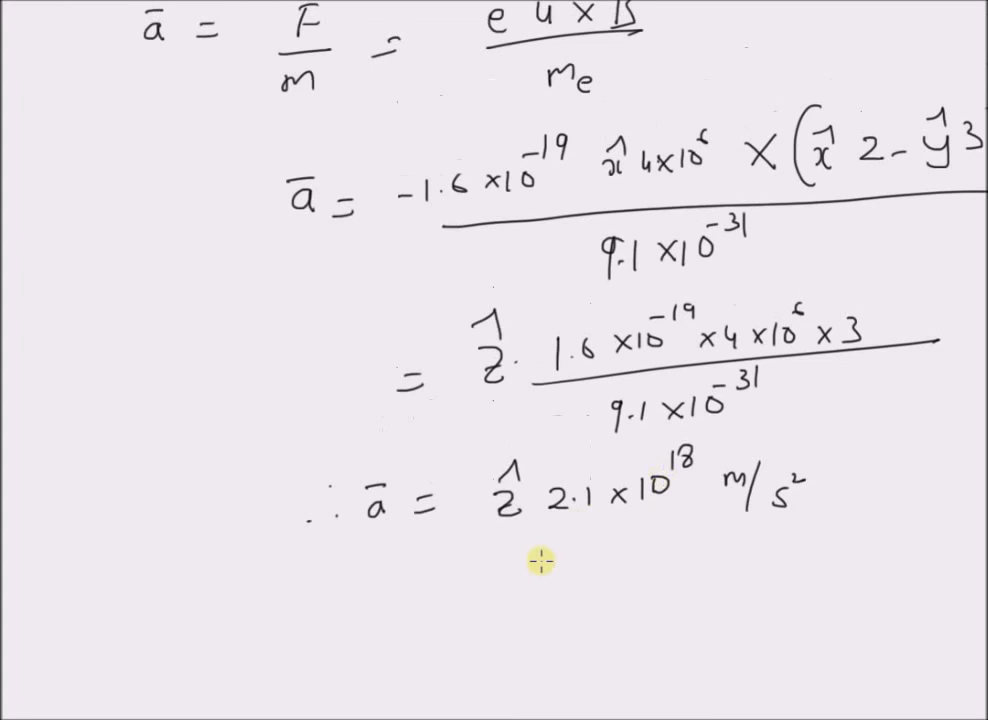 ā = F/m = e u × B / mₑ
ā = -1.6 ×10⁻¹⁹ x̂ 4×10⁶ × (x̂ 2 - ŷ 3 / 9.1 ×10⁻³¹
= ẑ · 1.6 ×10⁻¹⁹ ×4 ×10⁶ ×3 / 9.1 ×10⁻³¹
∴ ā = ẑ 2.1 ×10¹⁸ m/s²